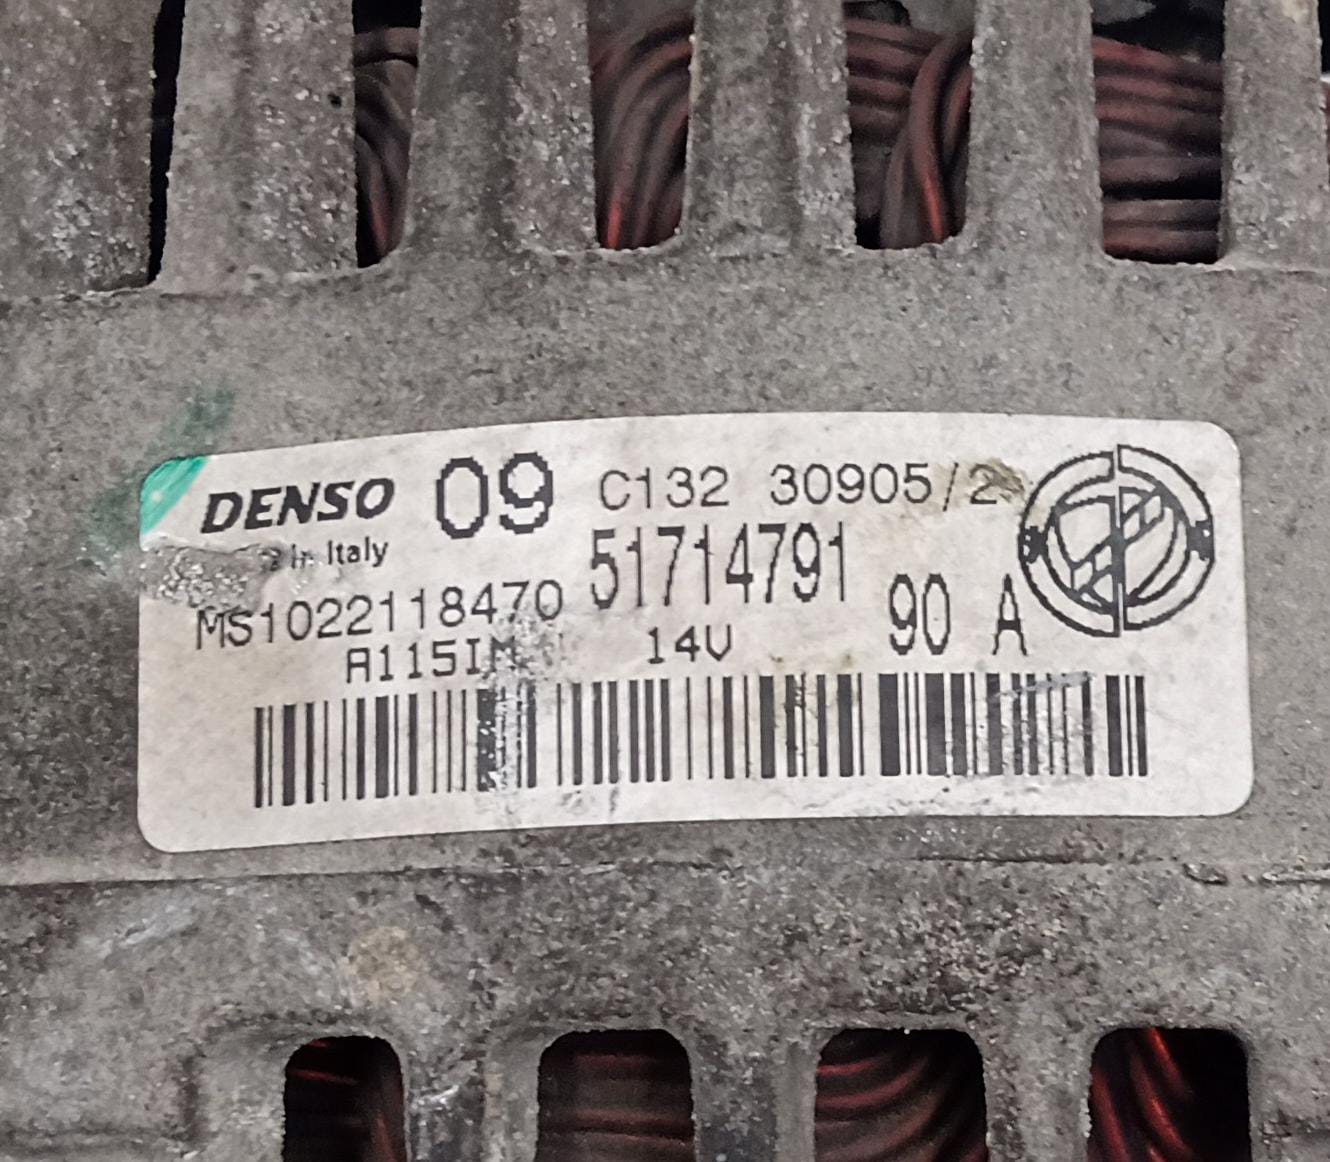 DENSO 09 C132 30905/2
in Italy 51714791
MS1022118470 90 A
A115IM 14V